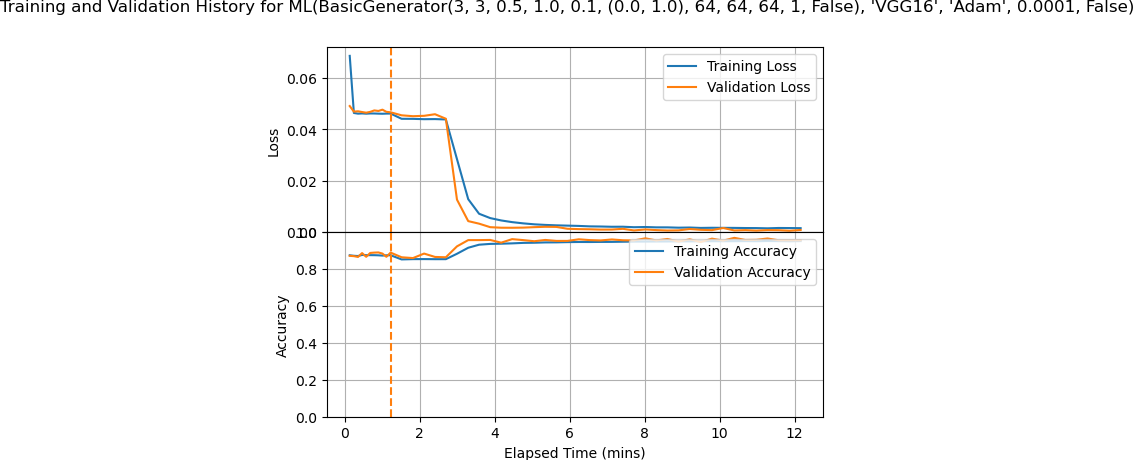 Training and Validation History for ML(BasicGenerator(3, 3, 0.5, 1.0, 0.1, (0.0, 1.0), 64, 64, 64, 1, False), 'VGG16', 'Adam', 0.0001, False)
Training Loss
Validation Loss
0.06
0.04
0.02
Loss
1.0
Training Accuracy
Validation Accuracy
0.8
0.6
0.4
0.2
0.0
Accuracy
0 2 4 6 8 10 12
Elapsed Time (mins)